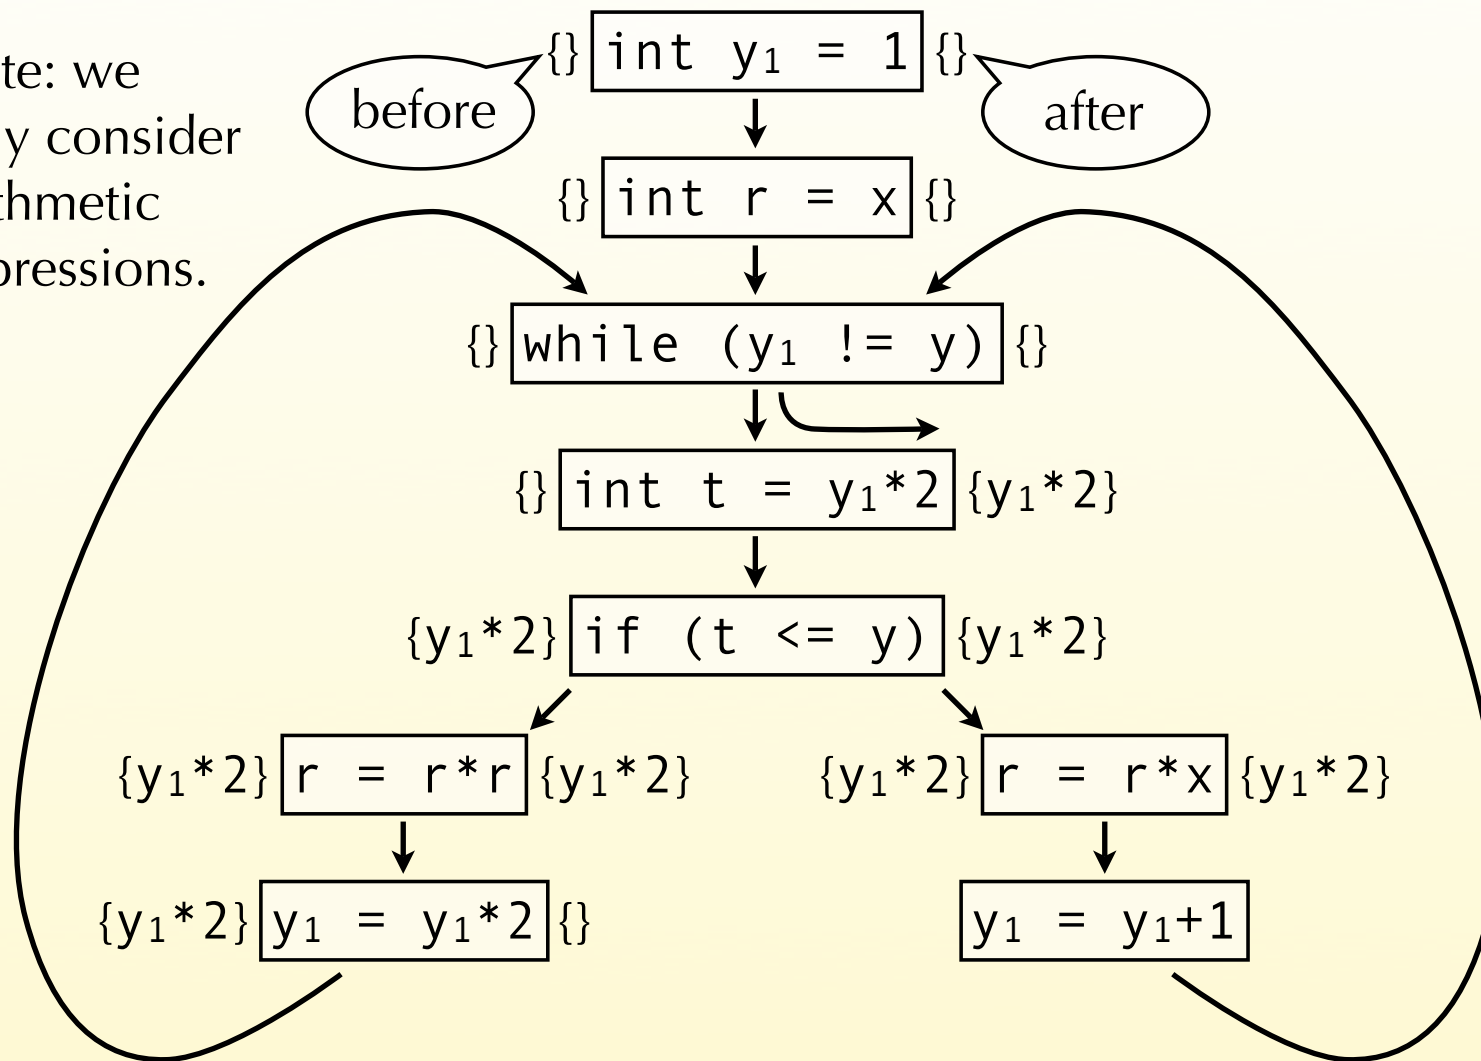 te: we
y consider
thmetic
pressions.
before
after
{} int y₁ = 1 {}
{} int r = x {}
{} while (y₁ != y) {}
{} int t = y₁*2 {y₁*2}
{y₁*2} if (t <= y) {y₁*2}
{y₁*2} r = r*r {y₁*2}
{y₁*2} r = r*x {y₁*2}
{y₁*2} y₁ = y₁*2 {}
y₁ = y₁+1